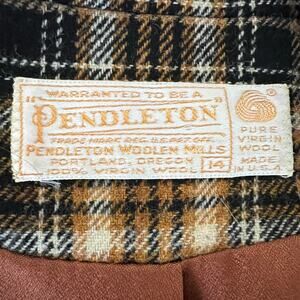 WARRANTED TO BE A
"PENDLETON"
TRADE MARK REG. U.S. PAT. OFF.
PENDLETON WOOLEN MILLS
PORTLAND, OREGON 14
100% VIRGIN WOOL
PURE
VIRGIN
WOOL
MADE
IN U.S.A.